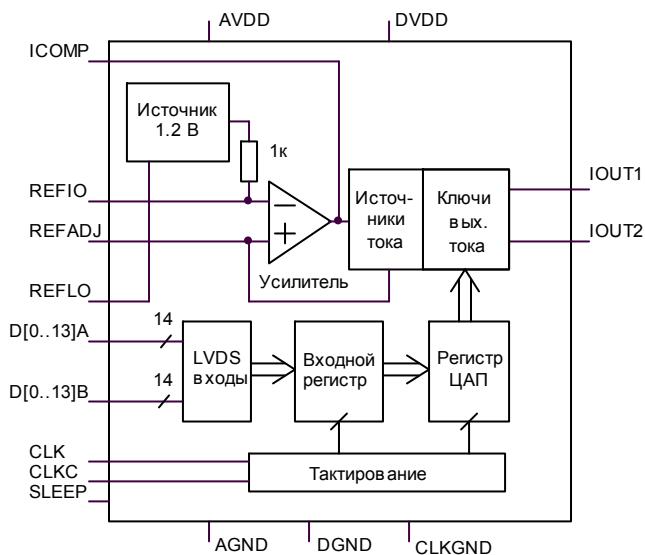 AVDD
DVDD
ICOMP
Источник
1.2 В
1к
REFIO
REFADJ
REFLO
Усилитель
Источ-
ники
тока
Ключи
вых.
тока
IOUT1
IOUT2
D[0..13]A
14
D[0..13]B
14
LVDS
входы
Входной
регистр
Регистр
ЦАП
CLK
CLKC
SLEEP
Тактирование
AGND
DGND
CLKGND